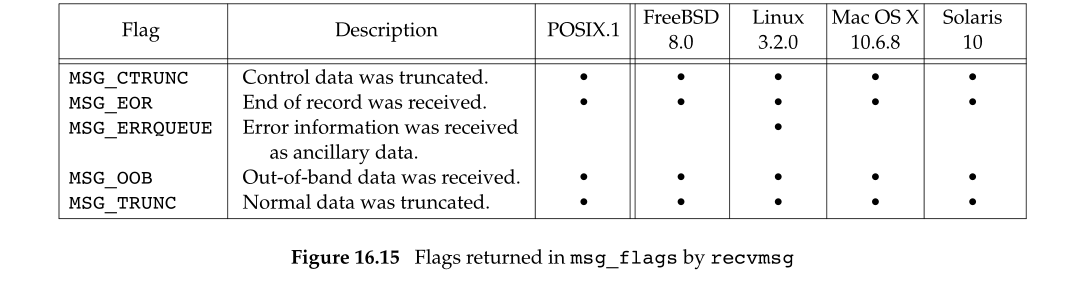 Flag Description POSIX.1 FreeBSD 8.0 Linux 3.2.0 Mac OS X 10.6.8 Solaris 10
MSG_CTRUNC Control data was truncated. • • • • •
MSG_EOR End of record was received. • • • • •
MSG_ERRQUEUE Error information was received •
as ancillary data.
MSG_OOB Out-of-band data was received. • • • • •
MSG_TRUNC Normal data was truncated. • • • • •
Figure 16.15 Flags returned in msg_flags by recvmsg